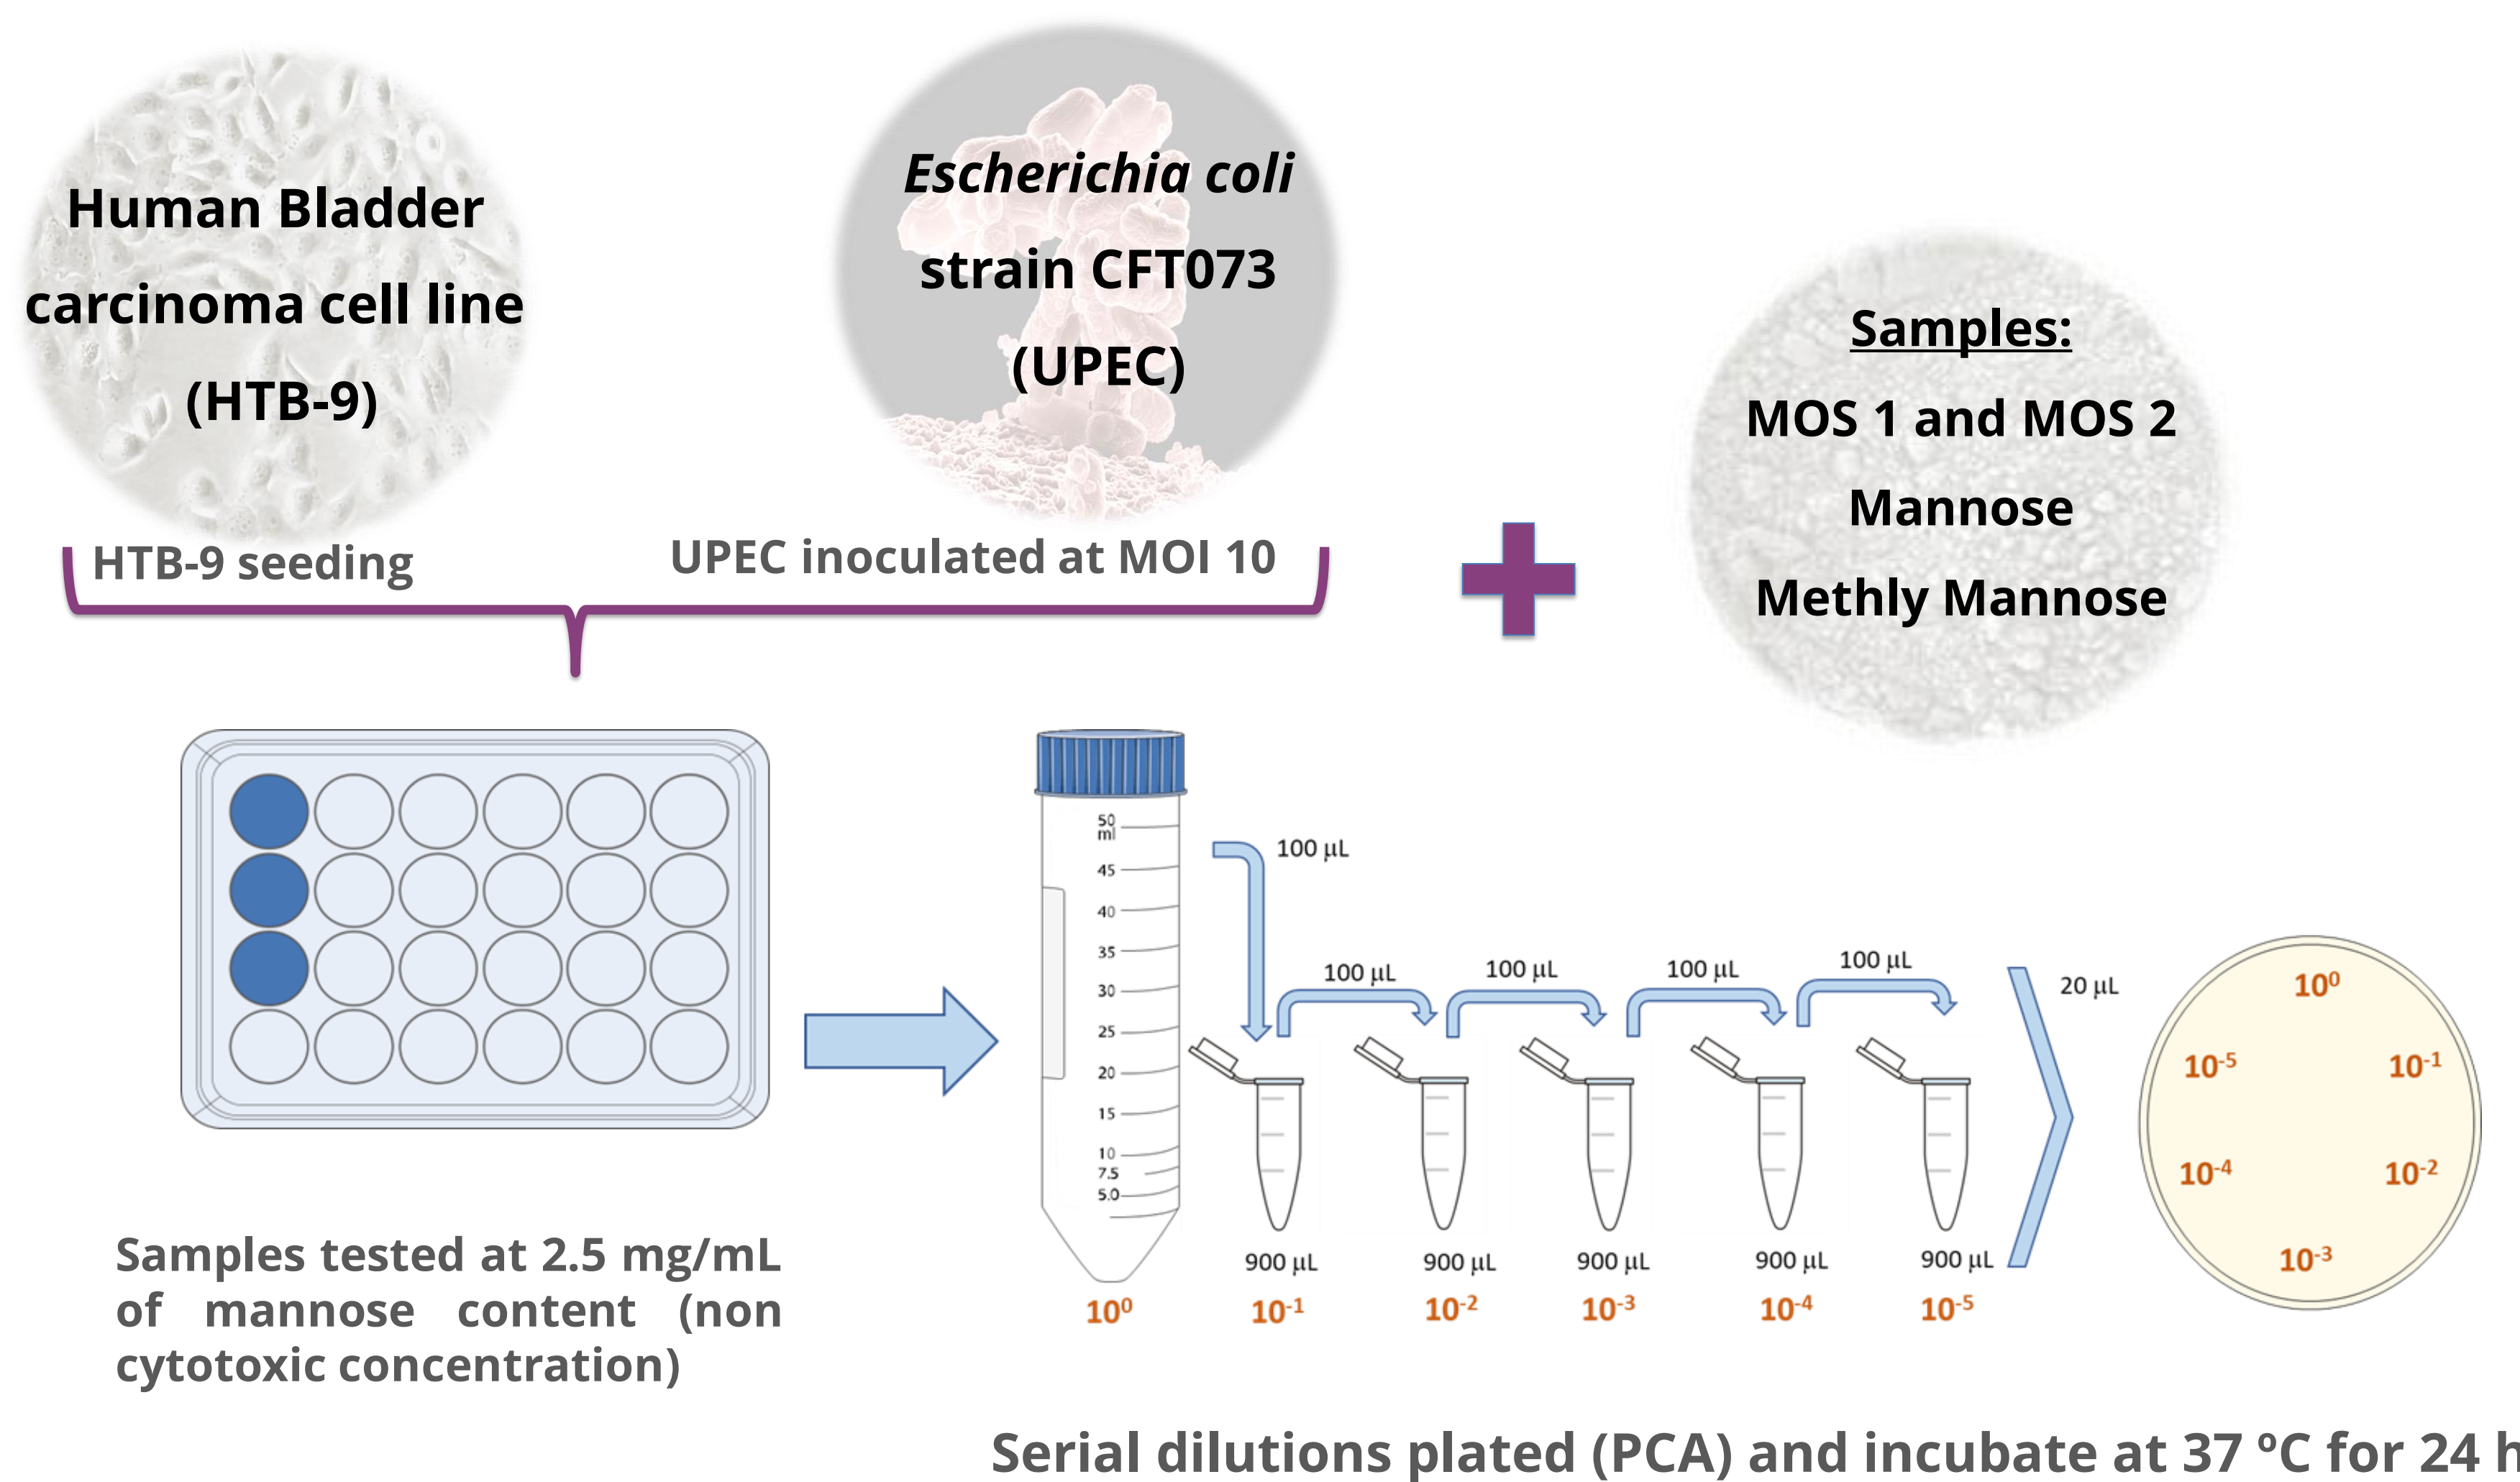 Human Bladder
carcinoma cell line
(HTB-9)
Escherichia coli
strain CFT073
(UPEC)
Samples:
MOS 1 and MOS 2
Mannose
Methly Mannose
HTB-9 seeding
UPEC inoculated at MOI 10
50
ml
45
40
35
30
25
20
15
10
7.5
5.0
100 µL
100 µL
100 µL
100 µL
100 µL
20 µL
900 µL
900 µL
900 µL
900 µL
900 µL
10⁰
10⁻¹
10⁻²
10⁻³
10⁻⁴
10⁻⁵
10⁰
10⁻⁵
10⁻¹
10⁻⁴
10⁻²
10⁻³
Samples tested at 2.5 mg/mL
of mannose content (non
cytotoxic concentration)
Serial dilutions plated (PCA) and incubate at 37 ºC for 24 h